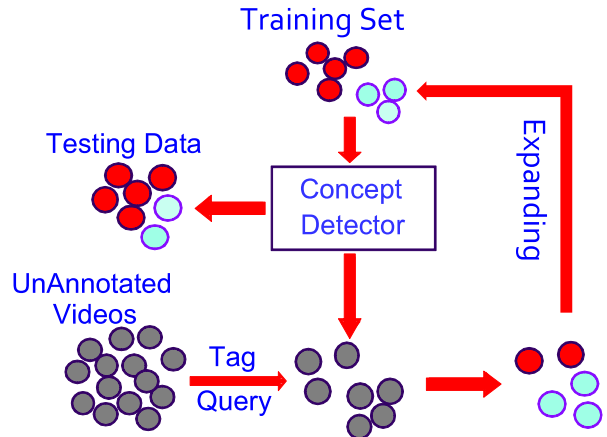 Training Set
Testing Data
Concept
Detector
Expanding
UnAnnotated
Videos
Tag
Query